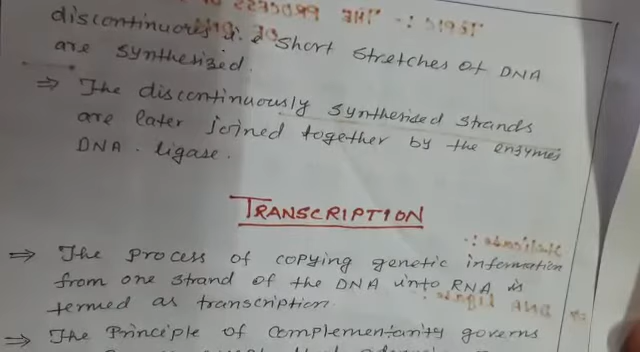 discontinuous i.e short stretches of DNA
are synthesized.
⇒ The discontinuously synthesised strands
are later joined together by the enzymes
DNA ligase.
TRANSCRIPTION
⇒ The process of copying genetic information
from one strand of the DNA into RNA is
termed as transcription.
⇒ The Principle of complementarity governs